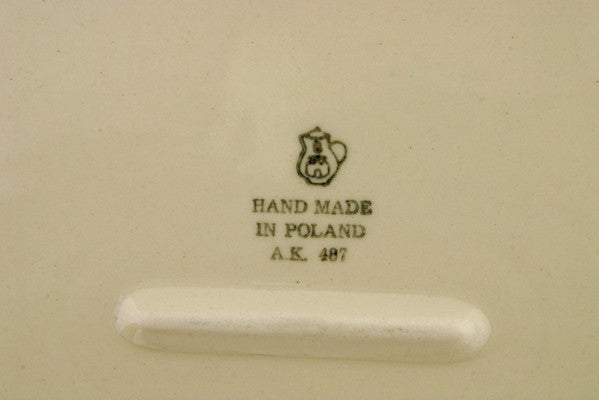 HAND MADE
IN POLAND
A.K. 487